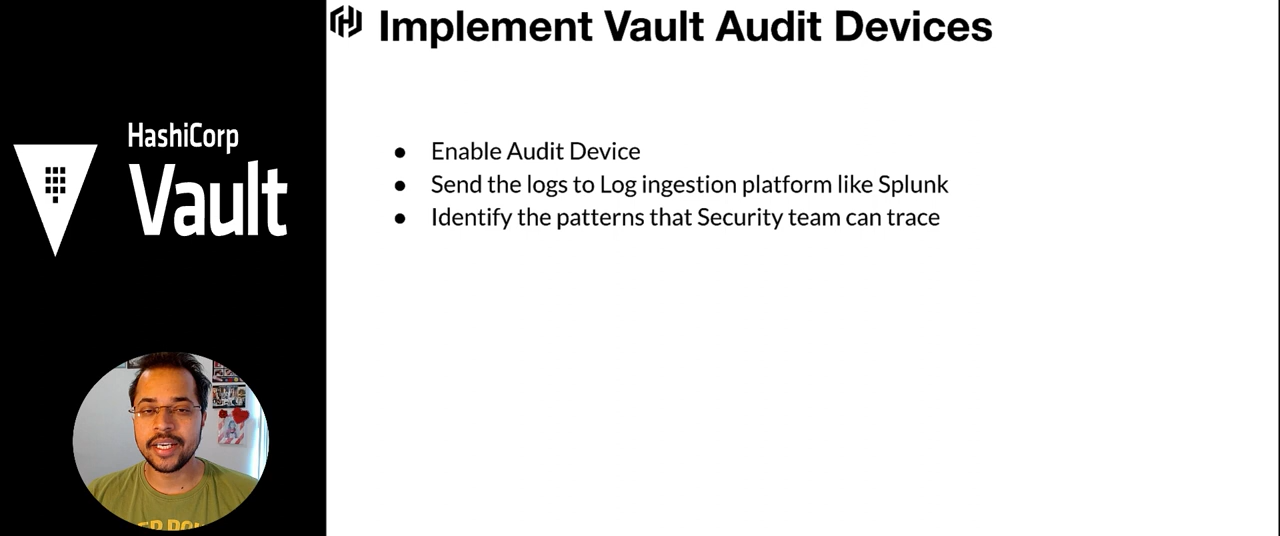 Implement Vault Audit Devices
HashiCorp
Vault
● Enable Audit Device
● Send the logs to Log ingestion platform like Splunk
● Identify the patterns that Security team can trace